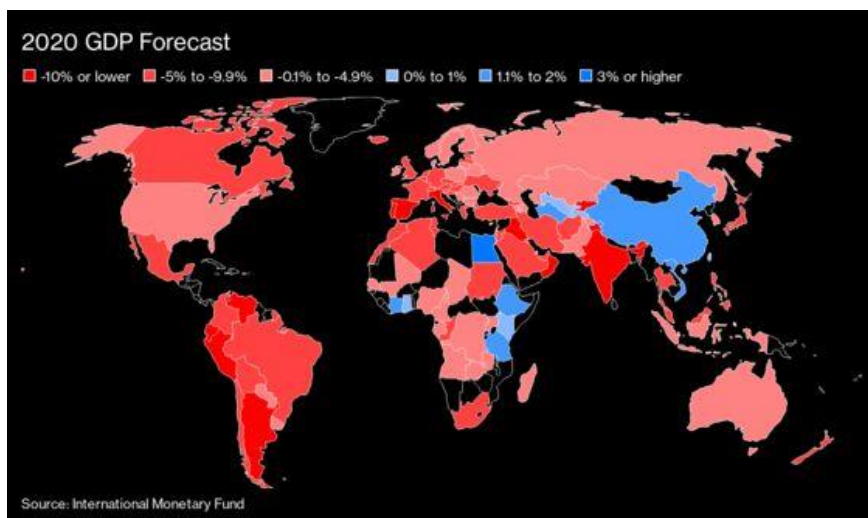 2020 GDP Forecast
-10% or lower -5% to -9.9% -0.1% to -4.9% 0% to 1% 1.1% to 2% 3% or higher
Source: International Monetary Fund